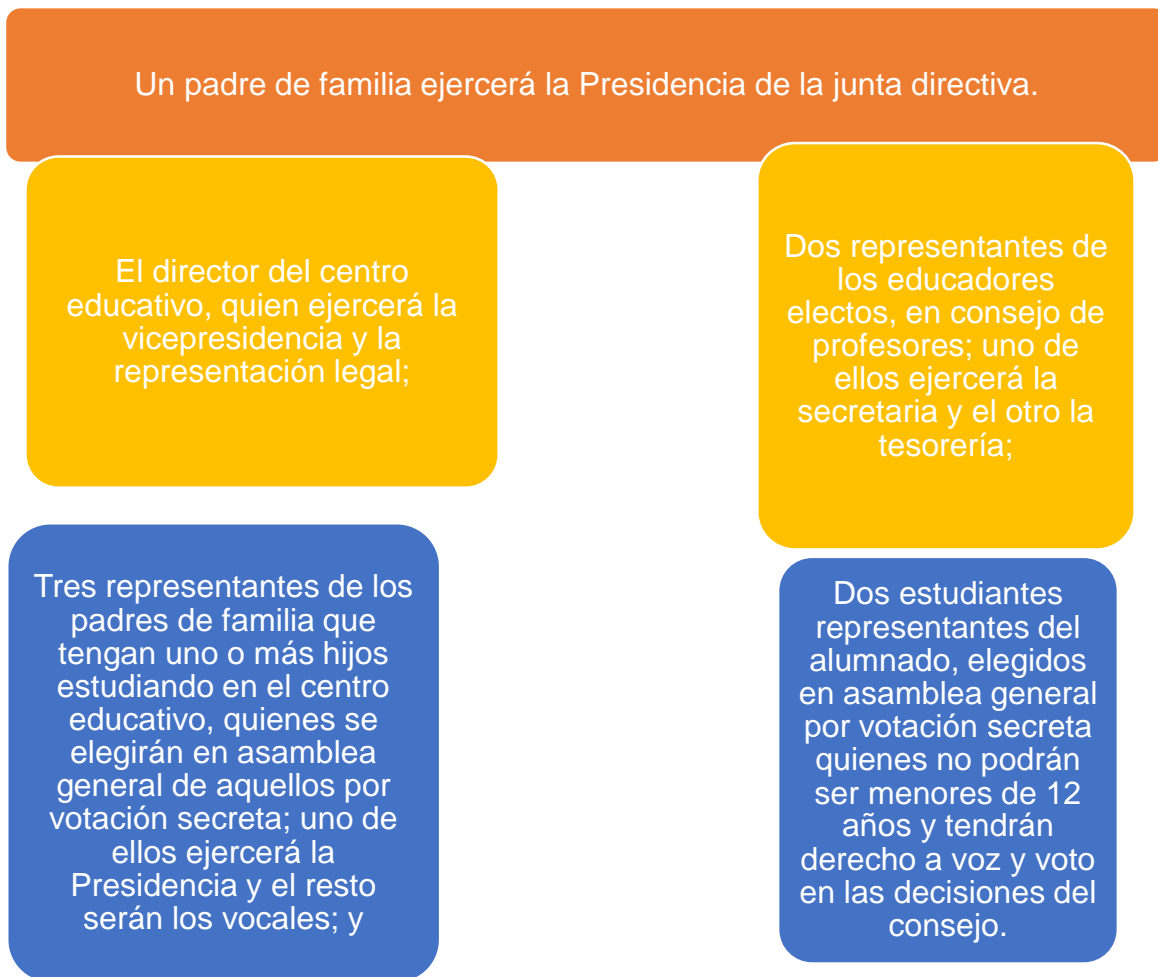 Un padre de familia ejercerá la Presidencia de la junta directiva.
El director del centro
educativo, quien ejercerá la
vicepresidencia y la
representación legal;
Dos representantes de
los educadores
electos, en consejo de
profesores; uno de
ellos ejercerá la
secretaria y el otro la
tesorería;
Tres representantes de los
padres de familia que
tengan uno o más hijos
estudiando en el centro
educativo, quienes se
elegirán en asamblea
general de aquellos por
votación secreta; uno de
ellos ejercerá la
Presidencia y el resto
serán los vocales; y
Dos estudiantes
representantes del
alumnado, elegidos
en asamblea general
por votación secreta
quienes no podrán
ser menores de 12
años y tendrán
derecho a voz y voto
en las decisiones del
consejo.